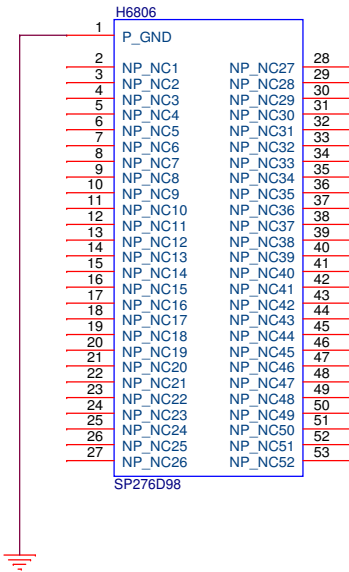 H6806
1 P_GND
2 NP_NC1 NP_NC27 28
3 NP_NC2 NP_NC28 29
4 NP_NC3 NP_NC29 30
5 NP_NC4 NP_NC30 31
6 NP_NC5 NP_NC31 32
7 NP_NC6 NP_NC32 33
8 NP_NC7 NP_NC33 34
9 NP_NC8 NP_NC34 35
10 NP_NC9 NP_NC35 36
11 NP_NC10 NP_NC36 37
12 NP_NC11 NP_NC37 38
13 NP_NC12 NP_NC38 39
14 NP_NC13 NP_NC39 40
15 NP_NC14 NP_NC40 41
16 NP_NC15 NP_NC41 42
17 NP_NC16 NP_NC42 43
18 NP_NC17 NP_NC43 44
19 NP_NC18 NP_NC44 45
20 NP_NC19 NP_NC45 46
21 NP_NC20 NP_NC46 47
22 NP_NC21 NP_NC47 48
23 NP_NC22 NP_NC48 49
24 NP_NC23 NP_NC49 50
25 NP_NC24 NP_NC50 51
26 NP_NC25 NP_NC51 52
27 NP_NC26 NP_NC52 53
SP276D98